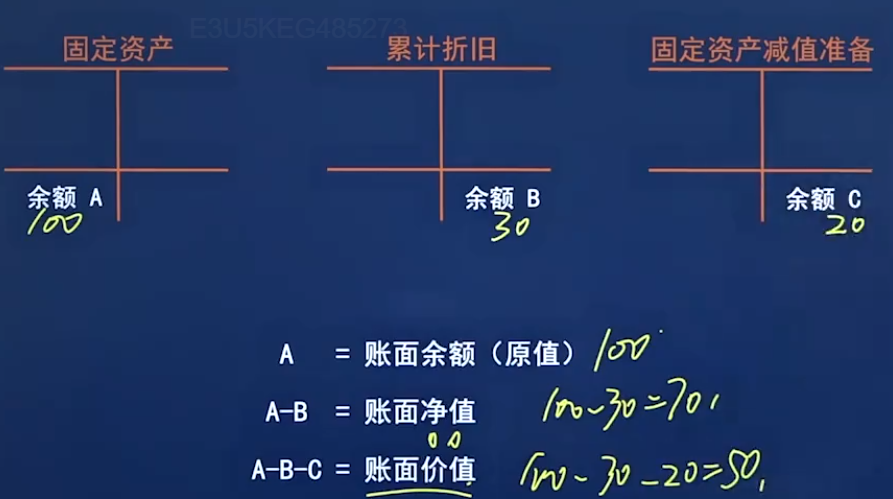 E3U5KEG485273
固定资产 累计折旧 固定资产减值准备
余额 A 余额 B 余额 C
100 30 20
A = 账面余额（原值） 100
A-B = 账面净值 100-30=70
A-B-C = 账面价值 100-30-20=50